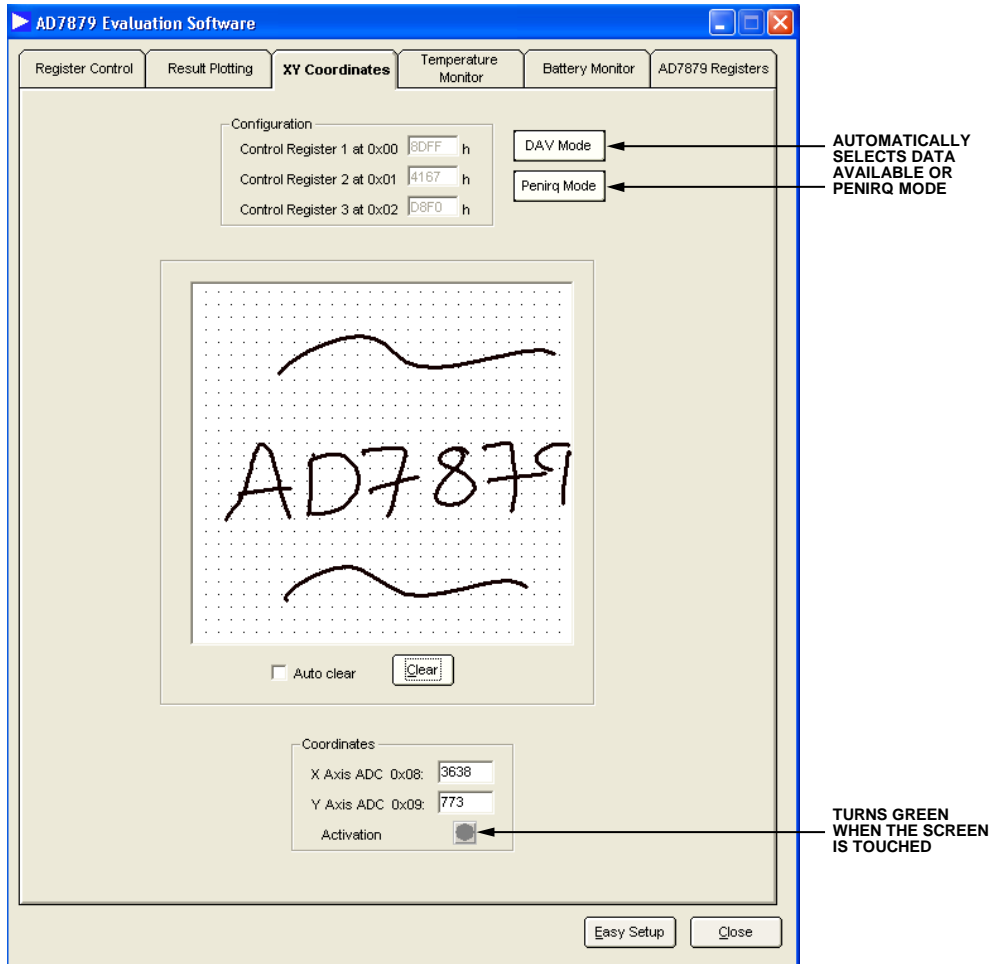 AD7879 Evaluation Software
Register Control Result Plotting XY Coordinates Temperature Monitor Battery Monitor AD7879 Registers
Configuration
Control Register 1 at 0x00 8DFF h
Control Register 2 at 0x01 4167 h
Control Register 3 at 0x02 D8F0 h
DAV Mode
Penirq Mode
AUTOMATICALLY
SELECTS DATA
AVAILABLE OR
PENIRQ MODE
AD7879
Auto clear Clear
Coordinates
X Axis ADC 0x08: 3638
Y Axis ADC 0x09: 773
Activation
TURNS GREEN
WHEN THE SCREEN
IS TOUCHED
Easy Setup Close